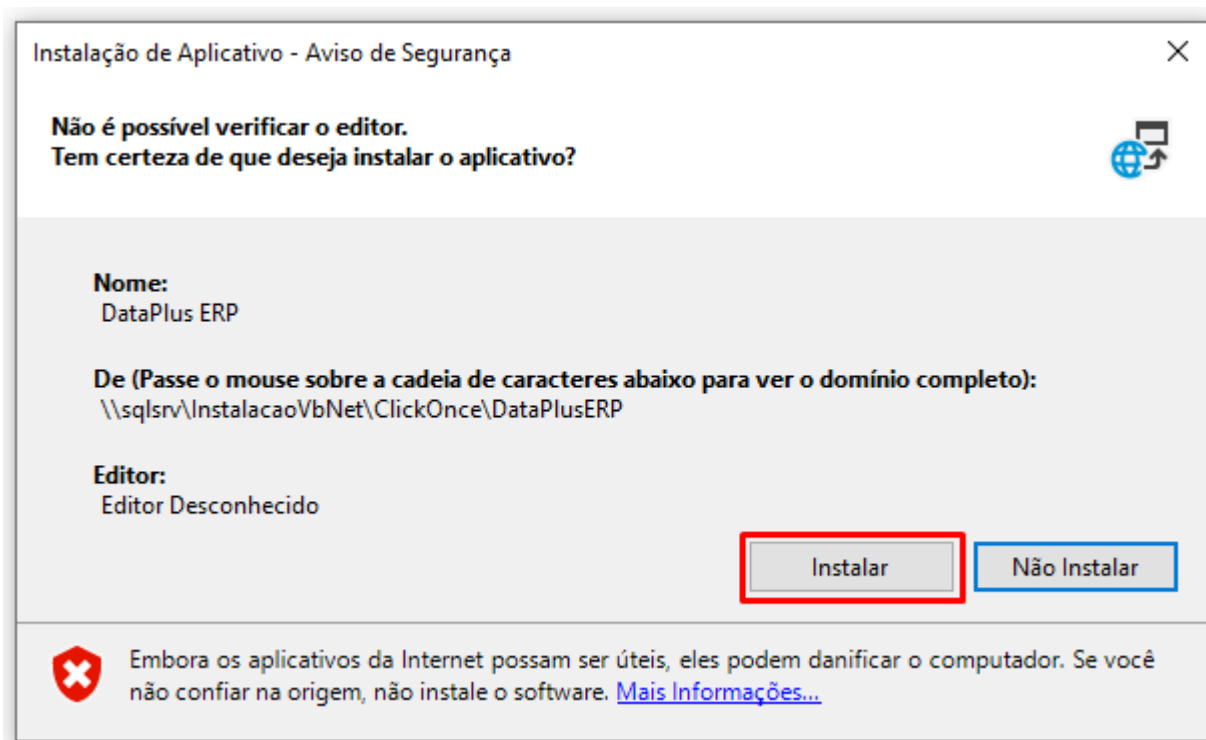 Instalação de Aplicativo - Aviso de Segurança
Não é possível verificar o editor.
Tem certeza de que deseja instalar o aplicativo?
Nome:
DataPlus ERP
De (Passe o mouse sobre a cadeia de caracteres abaixo para ver o domínio completo):
\\sqlsrv\InstalacaoVbNet\ClickOnce\DataPlusERP
Editor:
Editor Desconhecido
Instalar Não Instalar
Embora os aplicativos da Internet possam ser úteis, eles podem danificar o computador. Se você
não confiar na origem, não instale o software. Mais Informações...